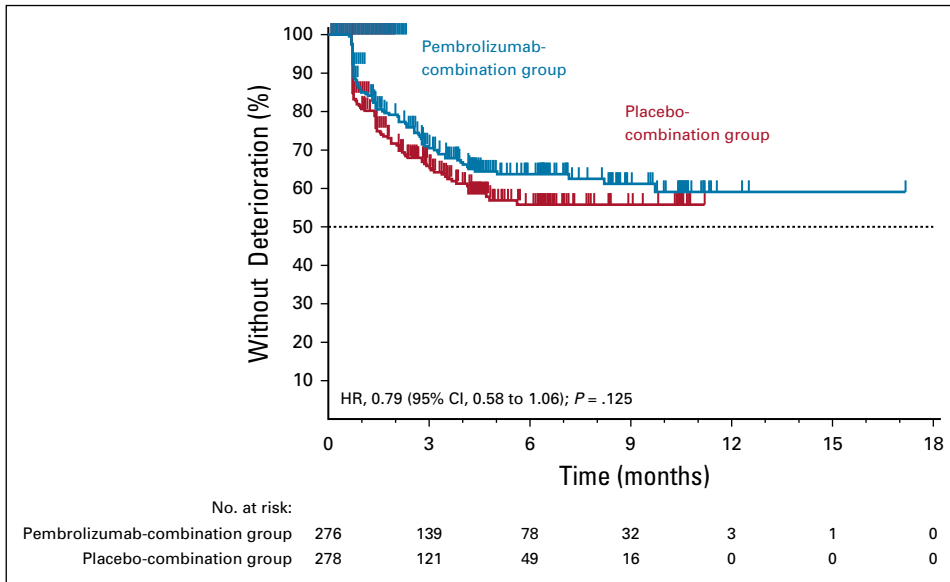 100
90
80
70
60
50
40
30
20
10
Without Deterioration (%)
Pembrolizumab-
combination group
Placebo-
combination group
HR, 0.79 (95% CI, 0.58 to 1.06); P = .125
0 3 6 9 12 15 18
Time (months)
No. at risk:
Pembrolizumab-combination group 276 139 78 32 3 1 0
Placebo-combination group 278 121 49 16 0 0 0